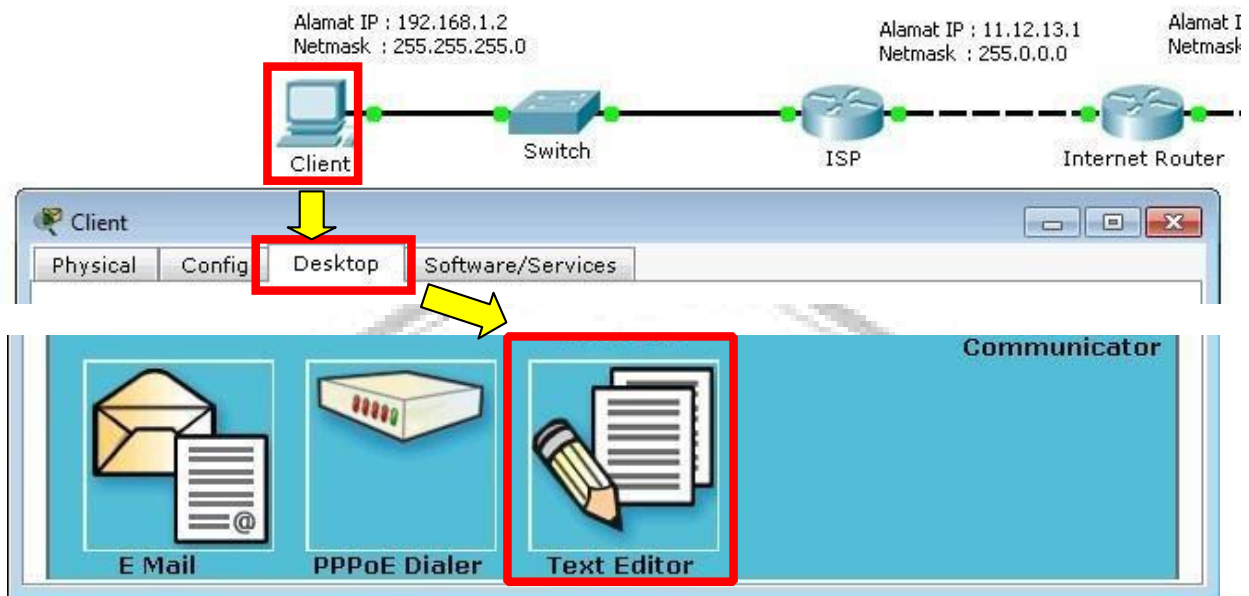 Alamat IP : 192.168.1.2
Netmask : 255.255.255.0
Alamat IP : 11.12.13.1
Netmask : 255.0.0.0
Alamat
Netmask
Client
Switch
ISP
Internet Router
Client
Physical
Config
Desktop
Software/Services
Communicator
@
E Mail
PPPoE Dialer
Text Editor